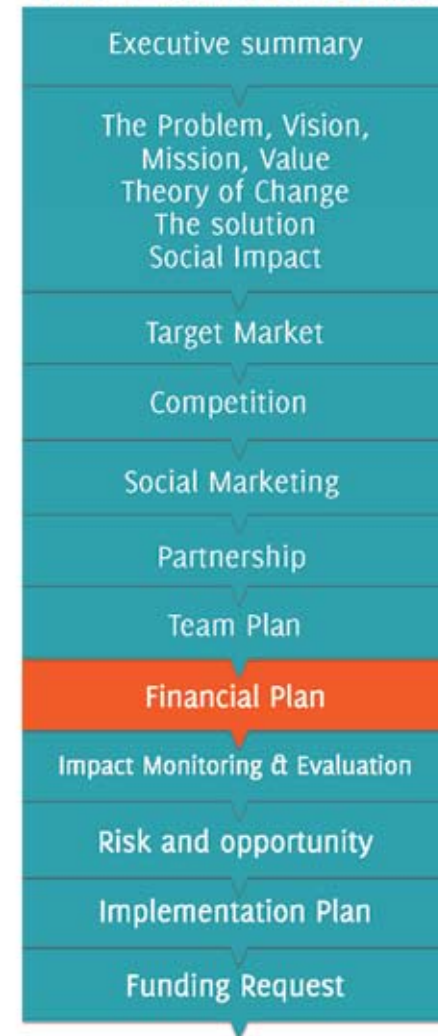 Executive summary
The Problem, Vision,
Mission, Value
Theory of Change
The solution
Social Impact
Target Market
Competition
Social Marketing
Partnership
Team Plan
Financial Plan
Impact Monitoring & Evaluation
Risk and opportunity
Implementation Plan
Funding Request